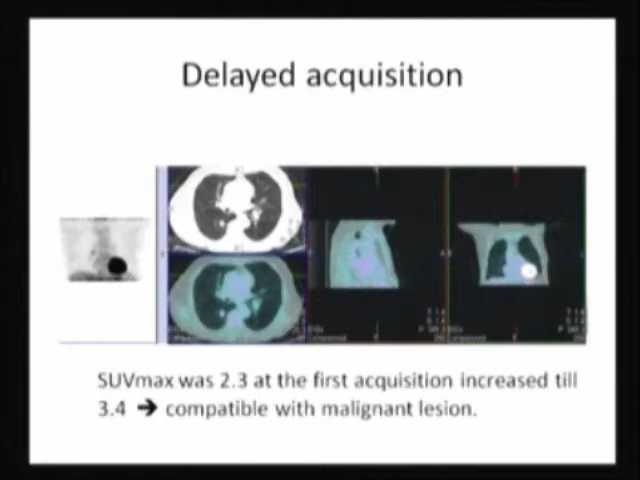 Delayed acquisition
SUVmax was 2.3 at the first acquisition increased till
3.4 ➔ compatible with malignant lesion.